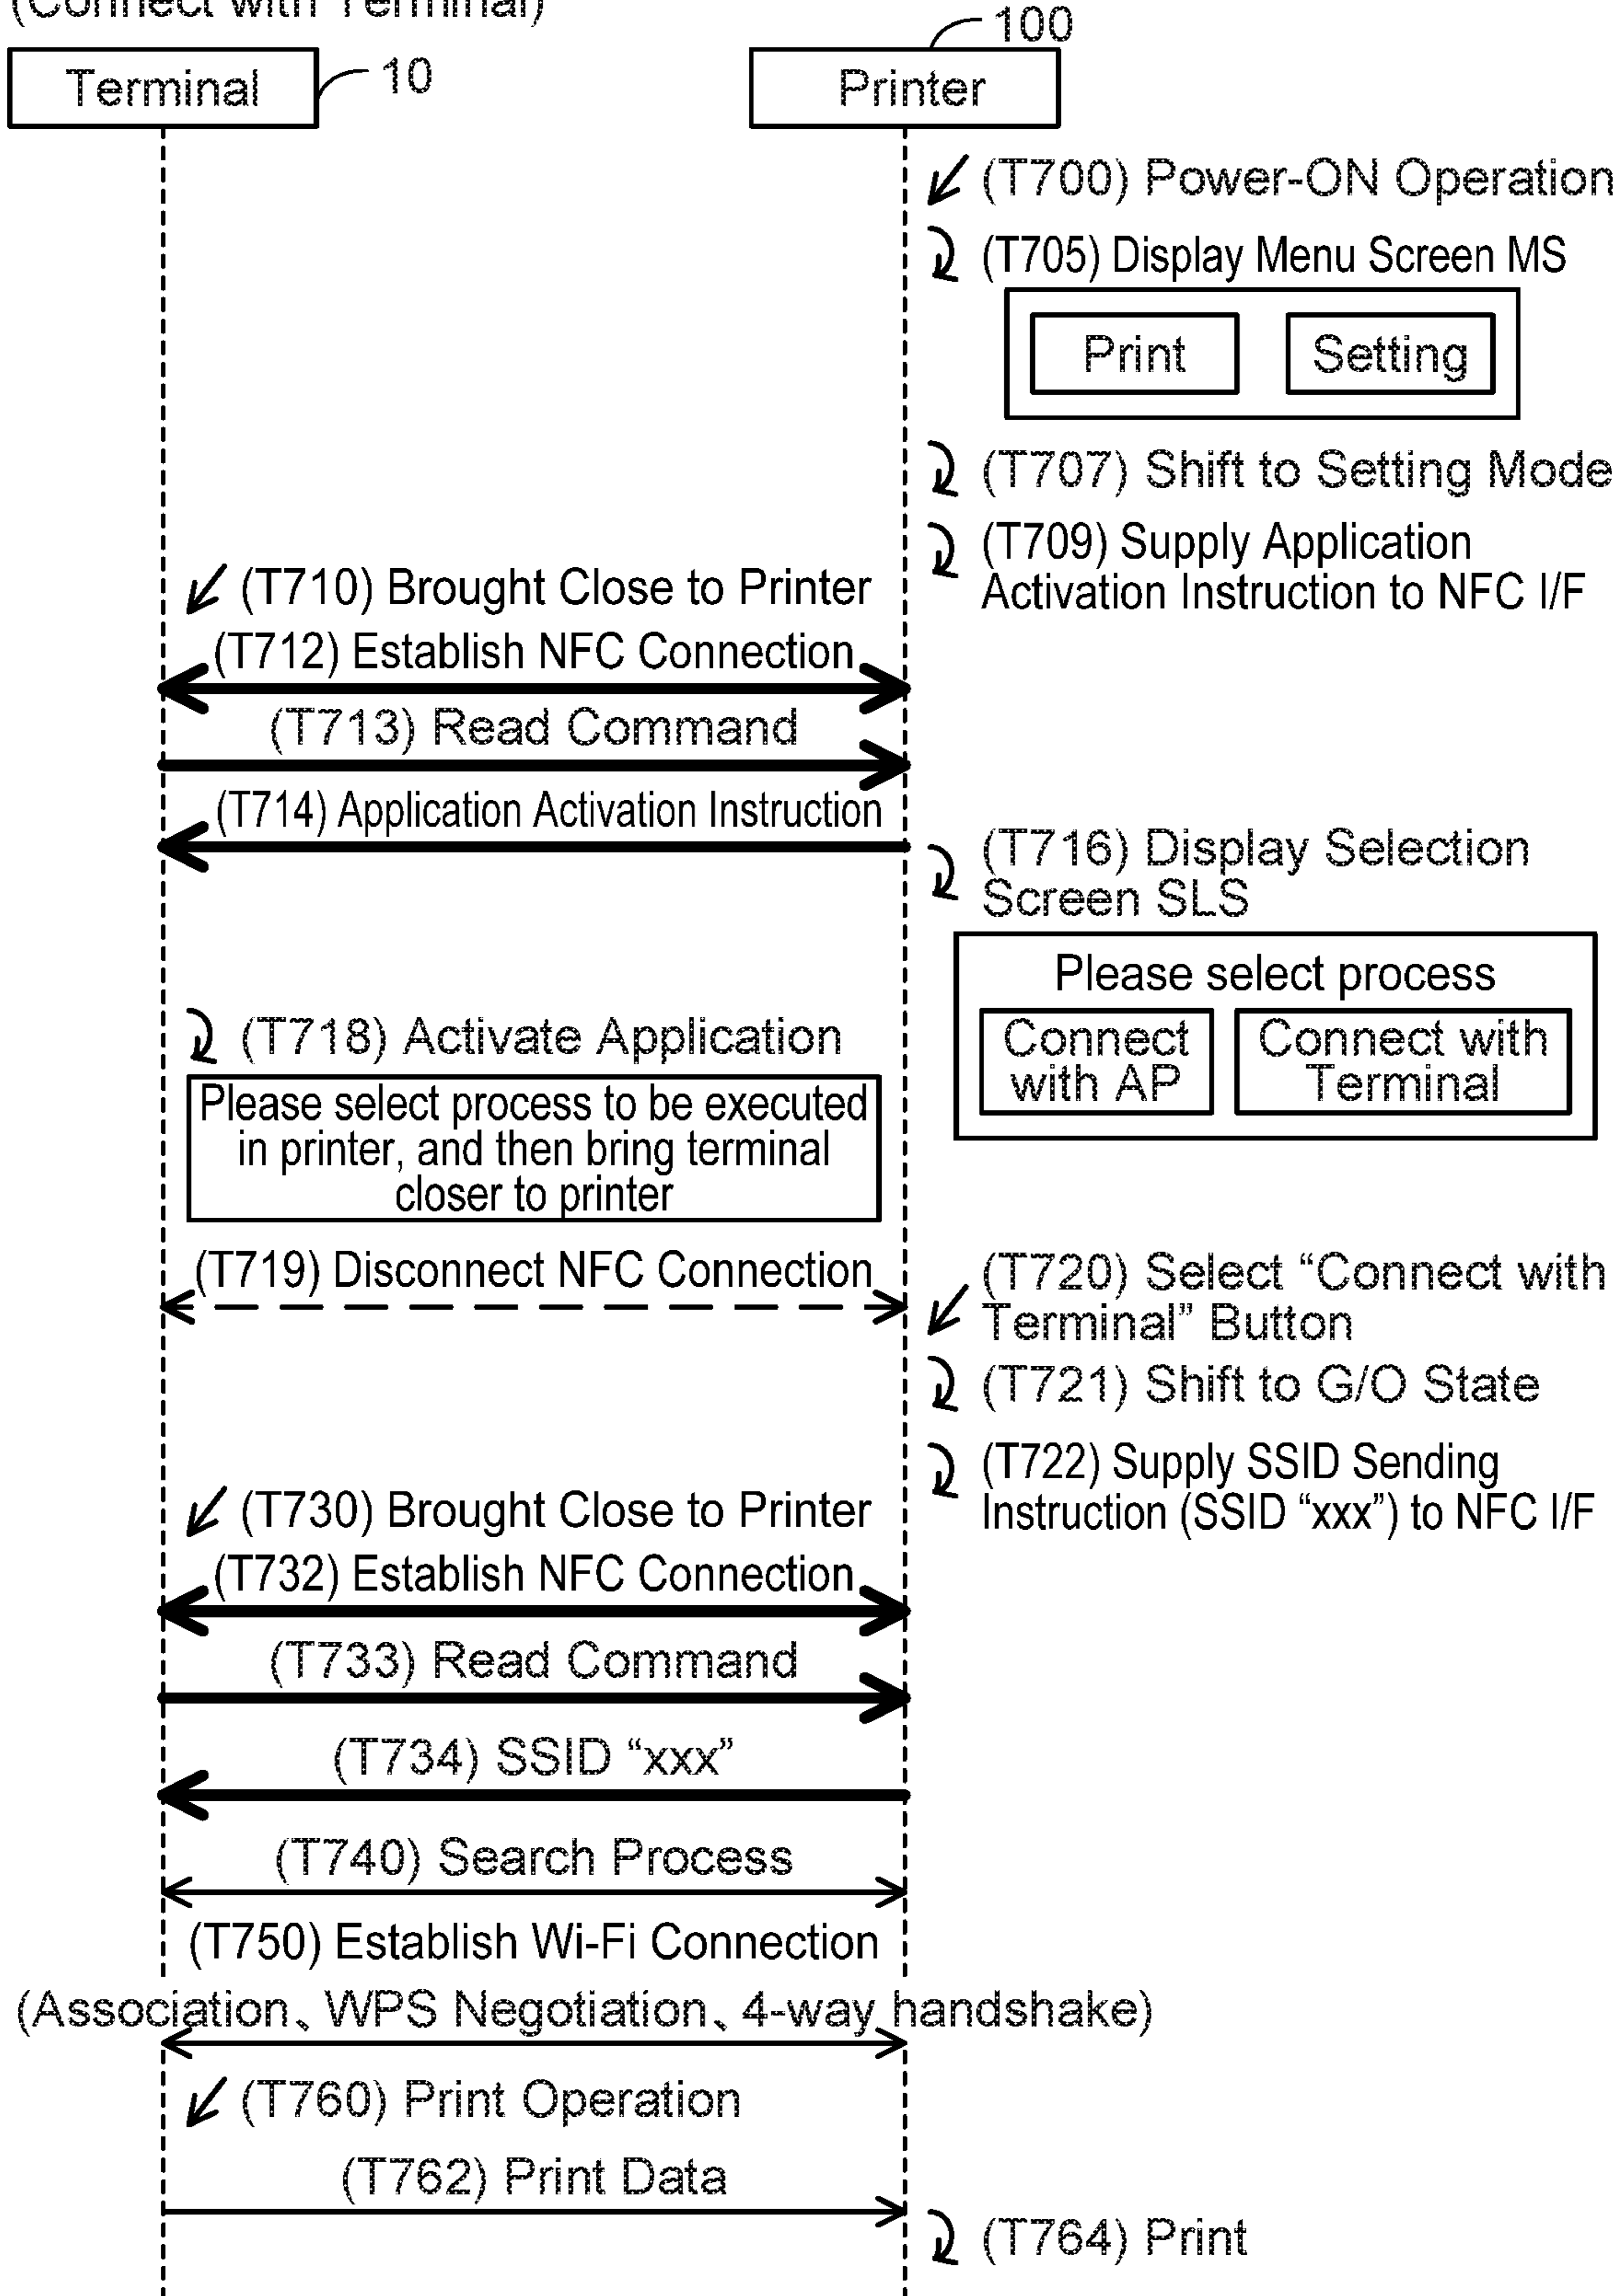 (Connect with Terminal)
100
Terminal
10
Printer
(T700) Power-ON Operation
(T705) Display Menu Screen MS
Print
Setting
(T707) Shift to Setting Mode
(T709) Supply Application
Activation Instruction to NFC I/F
(T710) Brought Close to Printer
(T712) Establish NFC Connection
(T713) Read Command
(T714) Application Activation Instruction
(T716) Display Selection
Screen SLS
Please select process
Connect
with AP
Connect with
Terminal
(T718) Activate Application
Please select process to be executed
in printer, and then bring terminal
closer to printer
(T719) Disconnect NFC Connection
(T720) Select “Connect with
Terminal” Button
(T721) Shift to G/O State
(T722) Supply SSID Sending
Instruction (SSID “xxx”) to NFC I/F
(T730) Brought Close to Printer
(T732) Establish NFC Connection
(T733) Read Command
(T734) SSID “xxx”
(T740) Search Process
(T750) Establish Wi-Fi Connection
(Association、WPS Negotiation、4-way handshake)
(T760) Print Operation
(T762) Print Data
(T764) Print